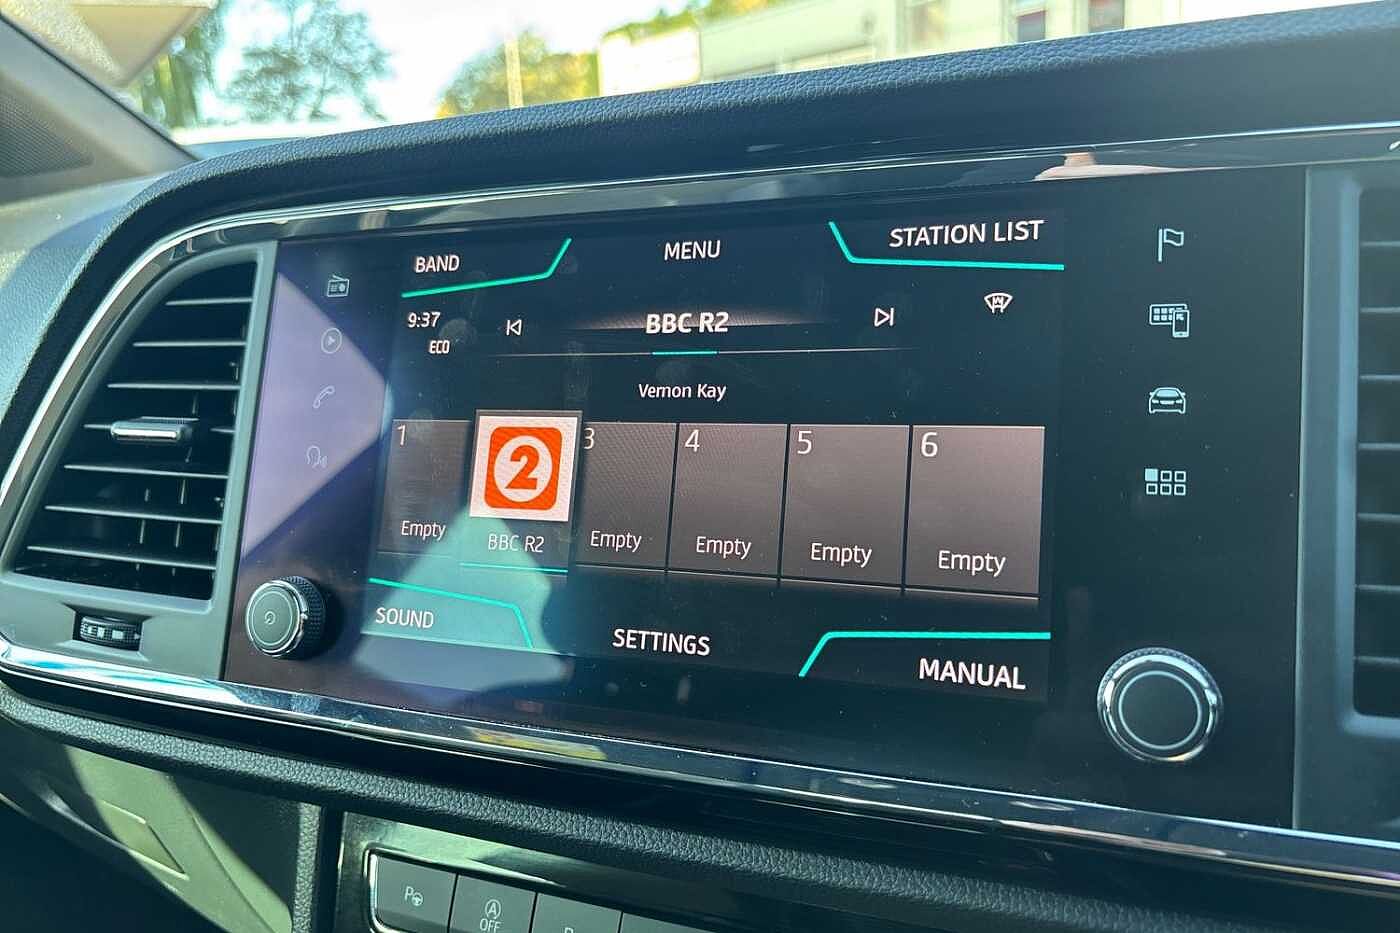 BAND
MENU
STATION LIST
9:37
ECO
BBC R2
Vernon Kay
1
2
3
4
5
6
Empty
BBC R2
Empty
Empty
Empty
Empty
SOUND
SETTINGS
MANUAL
P
A
OFF